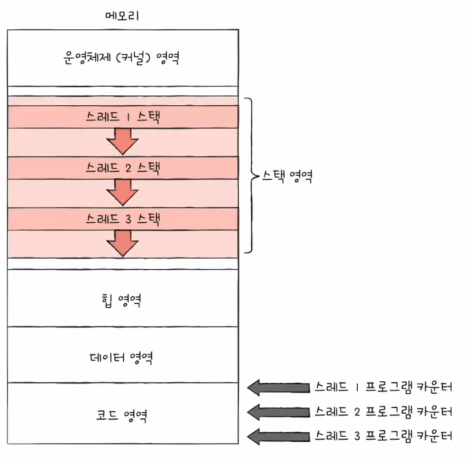 메모리
운영체제 (커널) 영역
스레드 1 스택
스레드 2 스택
스레드 3 스택
스택 영역
힙 영역
데이터 영역
코드 영역
스레드 1 프로그램 카운터
스레드 2 프로그램 카운터
스레드 3 프로그램 카운터